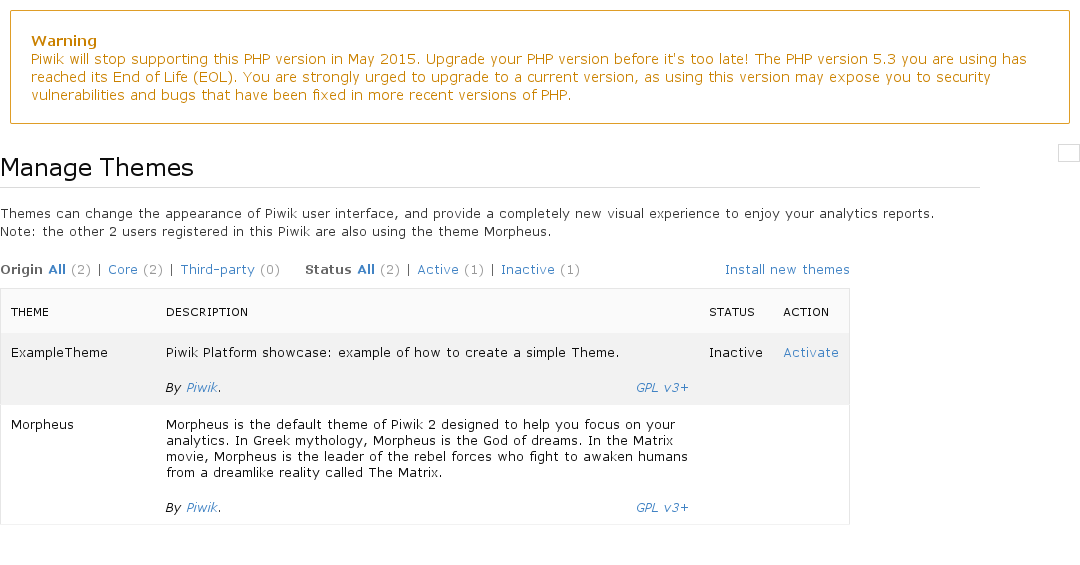 Warning
Piwik will stop supporting this PHP version in May 2015. Upgrade your PHP version before it's too late! The PHP version 5.3 you are using has
reached its End of Life (EOL). You are strongly urged to upgrade to a current version, as using this version may expose you to security
vulnerabilities and bugs that have been fixed in more recent versions of PHP.
Manage Themes
Themes can change the appearance of Piwik user interface, and provide a completely new visual experience to enjoy your analytics reports.
Note: the other 2 users registered in this Piwik are also using the theme Morpheus.
Origin All (2) | Core (2) | Third-party (0) Status All (2) | Active (1) | Inactive (1) Install new themes
THEME DESCRIPTION STATUS ACTION
ExampleTheme Piwik Platform showcase: example of how to create a simple Theme. Inactive Activate
By Piwik. GPL v3+
Morpheus Morpheus is the default theme of Piwik 2 designed to help you focus on your
analytics. In Greek mythology, Morpheus is the God of dreams. In the Matrix
movie, Morpheus is the leader of the rebel forces who fight to awaken humans
from a dreamlike reality called The Matrix.
By Piwik. GPL v3+